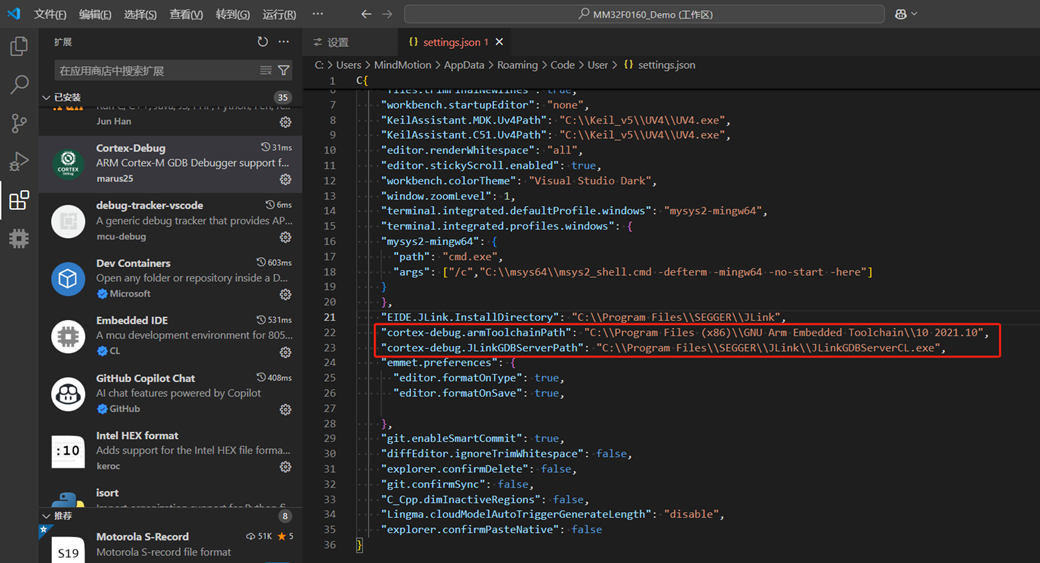 文件(F) 编辑(E) 选择(S) 查看(V) 转到(G) 运行(R) ··· ← → MM32F0160_Demo (工作区)
扩展
在应用商店中搜索扩展
已安装 35
Jun Han
Cortex-Debug 31ms
ARM Cortex-M GDB Debugger support f...
marus25
debug-tracker-vscode 6ms
A generic debug tracker that provides AP...
mcu-debug
Dev Containers 603ms
Open any folder or repository inside a D...
Microsoft
Embedded IDE 531ms
A mcu development environment for 805...
CL
GitHub Copilot Chat 408ms
AI chat features powered by Copilot
GitHub
Intel HEX format
Adds support for the Intel HEX file forma...
keroc
isort
推荐 8
Motorola S-Record 51K ★ 5
Motorola S-record file format
CORTEX
Debug
:10
S19
设置 {} settings.json 1 ×
C: > Users > MindMotion > AppData > Roaming > Code > User > {} settings.json
1 C{
7 "workbench.startupEditor": "none",
8 "KeilAssistant.MDK.Uv4Path": "C:\\Keil_v5\\UV4\\UV4.exe",
9 "KeilAssistant.C51.Uv4Path": "C:\\Keil_v5\\UV4\\UV4.exe",
10 "editor.renderWhitespace": "all",
11 "editor.stickyScroll.enabled": true,
12 "workbench.colorTheme": "Visual Studio Dark",
13 "window.zoomLevel": 1,
14 "terminal.integrated.defaultProfile.windows": "mysys2-mingw64",
15 "terminal.integrated.profiles.windows": {
16 "mysys2-mingw64": {
17 "path": "cmd.exe",
18 "args": ["/c","C:\\msys64\\msys2_shell.cmd -defterm -mingw64 -no-start -here"]
19 }
20 },
21 "EIDE.JLink.InstallDirectory": "C:\\Program Files\\SEGGER\\JLink",
22 "cortex-debug.armToolchainPath": "C:\\Program Files (x86)\\GNU Arm Embedded Toolchain\\10 2021.10",
23 "cortex-debug.JLinkGDBServerPath": "C:\\Program Files\\SEGGER\\JLink\\JLinkGDBServerCL.exe",
24 "emmet.preferences": {
25 "editor.formatOnType": true,
26 "editor.formatOnSave": true,
27
28 },
29 "git.enableSmartCommit": true,
30 "diffEditor.ignoreTrimWhitespace": false,
31 "explorer.confirmDelete": false,
32 "git.confirmSync": false,
33 "C_Cpp.dimInactiveRegions": false,
34 "Lingma.cloudModelAutoTriggerGenerateLength": "disable",
35 "explorer.confirmPasteNative": false
36 }